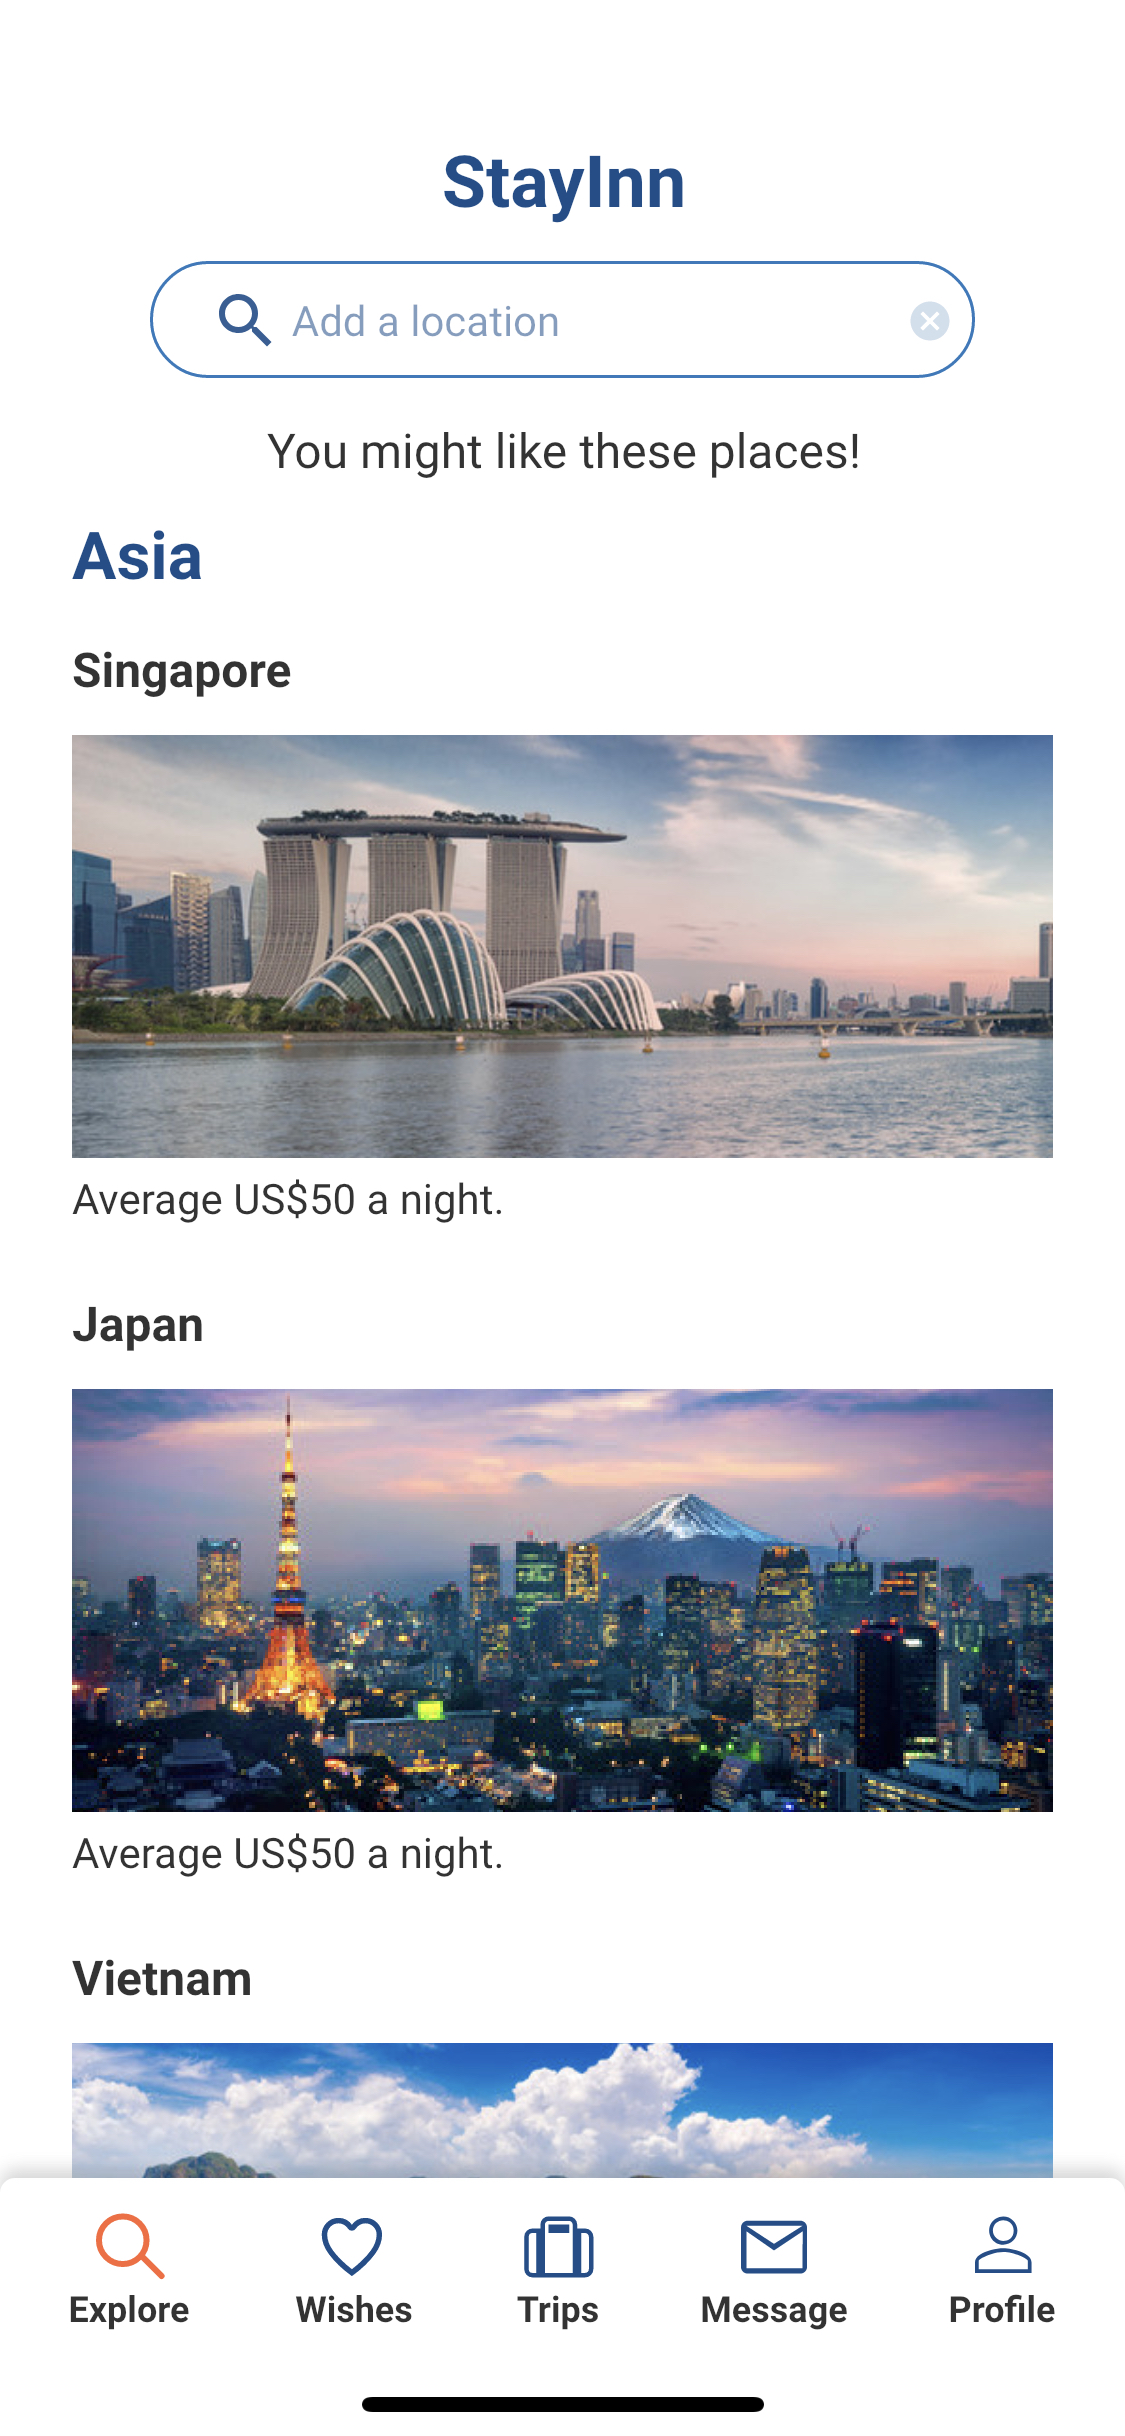 StayInn
Add a location
You might like these places!
Asia
Singapore
Average US$50 a night.
Japan
Average US$50 a night.
Vietnam
Explore Wishes Trips Message Profile